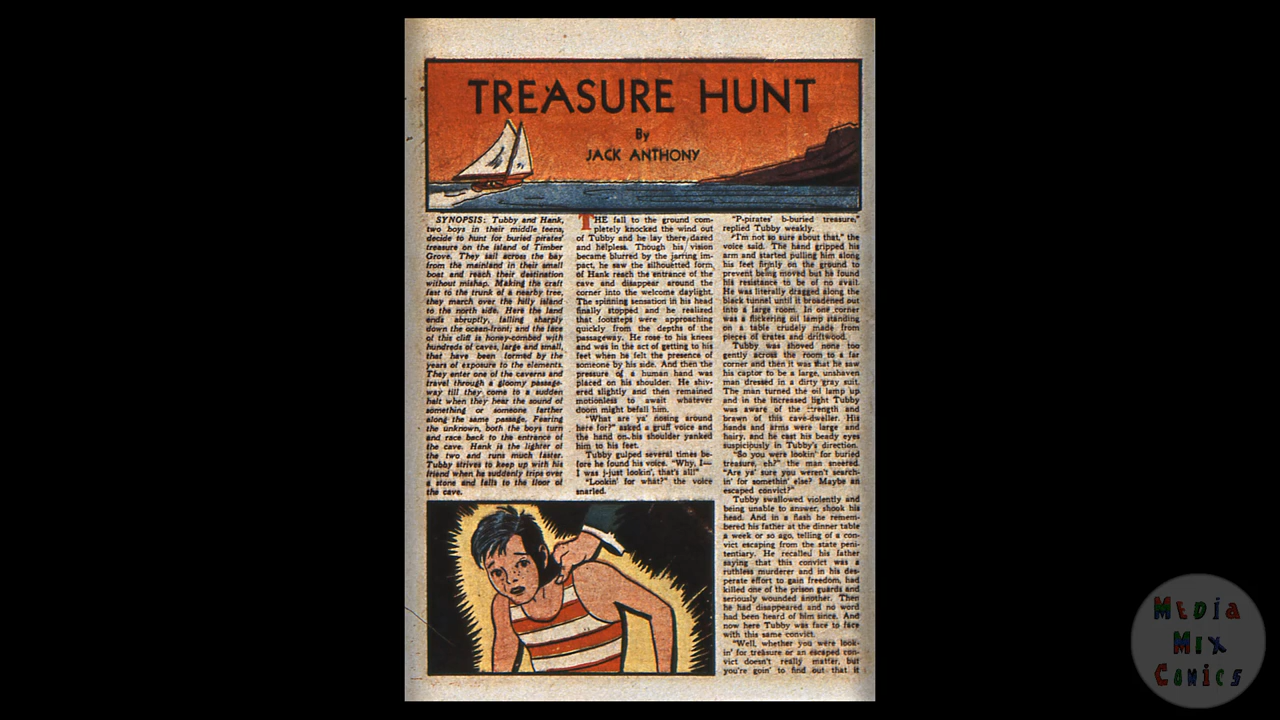 TREASURE HUNT
By
JACK ANTHONY
SYNOPSIS: Tubby and Hank,
two boys in their middle teens,
decide to hunt for buried pirates'
treasure on the island of Timber
Grove. They sail across the bay
from the mainland in their small
boat and reach their destination
without mishap. Making the craft
fast to the trunk of a nearby tree,
they march over the hilly island
to the north side. Here the land
ends abruptly, falling sharply
down the ocean-front; and the face
of this cliff is honey-combed with
hundreds of caves, large and small,
that have been formed by the
years of exposure to the elements.
They enter one of the caverns and
travel through a gloomy passage-
way till they come to a sudden
halt when they hear the sound of
something or someone farther
along the same passage. Fearing
the unknown, both the boys turn
and race back to the entrance of
the cave. Hank is the lighter of
the two and runs much faster.
Tubby strives to keep up with his
friend when he suddenly trips over
a stone and falls to the floor of
the cave.
THE fall to the ground com-
pletely knocked the wind out
of Tubby and he lay there, dazed
and helpless. Though his vision
became blurred by the jarring im-
pact, he saw the silhouetted form
of Hank reach the entrance of the
cave and disappear around the
corner into the welcome daylight.
The spinning sensation in his head
finally stopped and he realized
that footsteps were approaching
quickly from the depths of the
passageway. He rose to his knees
and was in the act of getting to his
feet when he felt the presence of
someone by his side. And then the
pressure of a human hand was
placed on his shoulder. He shiv-
ered slightly and then remained
motionless to await whatever
doom might befall him.
"What are ya' nosing around
here for?" asked a gruff voice and
the hand on his shoulder yanked
him to his feet.
Tubby gulped several times be-
fore he found his voice. "Why, I—
I was j-just lookin', that's all!"
"Lookin' for what?" the voice
snarled.
"P-pirates' b-buried treasure,"
replied Tubby weakly.
"I'm not so sure about that," the
voice said. The hand gripped his
arm and started pulling him along
his feet firmly on the ground to
prevent being moved but he found
his resistance to be of no avail.
He was literally dragged along the
black tunnel until it broadened out
into a large room. In one corner
was a flickering oil lamp standing
on a table crudely made from
pieces of crates and driftwood.
Tubby was shoved none too
gently across the room to a far
corner and then it was that he saw
his captor to be a large, unshaven
man dressed in a dirty gray suit.
The man turned the oil lamp up
and in the increased light Tubby
was aware of the strength and
brawn of this cave-dweller. His
hands and arms were large and
hairy, and he cast his beady eyes
suspiciously in Tubby's direction.
"So you were lookin' for buried
treasure, eh?" the man sneered.
"Are ya' sure you weren't search-
in' for somethin' else? Maybe an
escaped convict?"
Tubby swallowed violently and
being unable to answer, shook his
head. And in a flash he remem-
bered his father at the dinner table
a week or so ago, telling of a con-
vict escaping from the state peni-
tentiary. He recalled his father
saying that this convict was a
ruthless murderer and in his des-
perate effort to gain freedom, had
killed one of the prison guards and
seriously wounded another. Then
he had disappeared and no word
had been heard of him since. And
now here Tubby was face to face
with this same convict.
"Well, whether you were look-
in' for treasure or an escaped con-
vict doesn't really matter, but
you're goin' to find out that it
MEDIA
MIX
COMICS